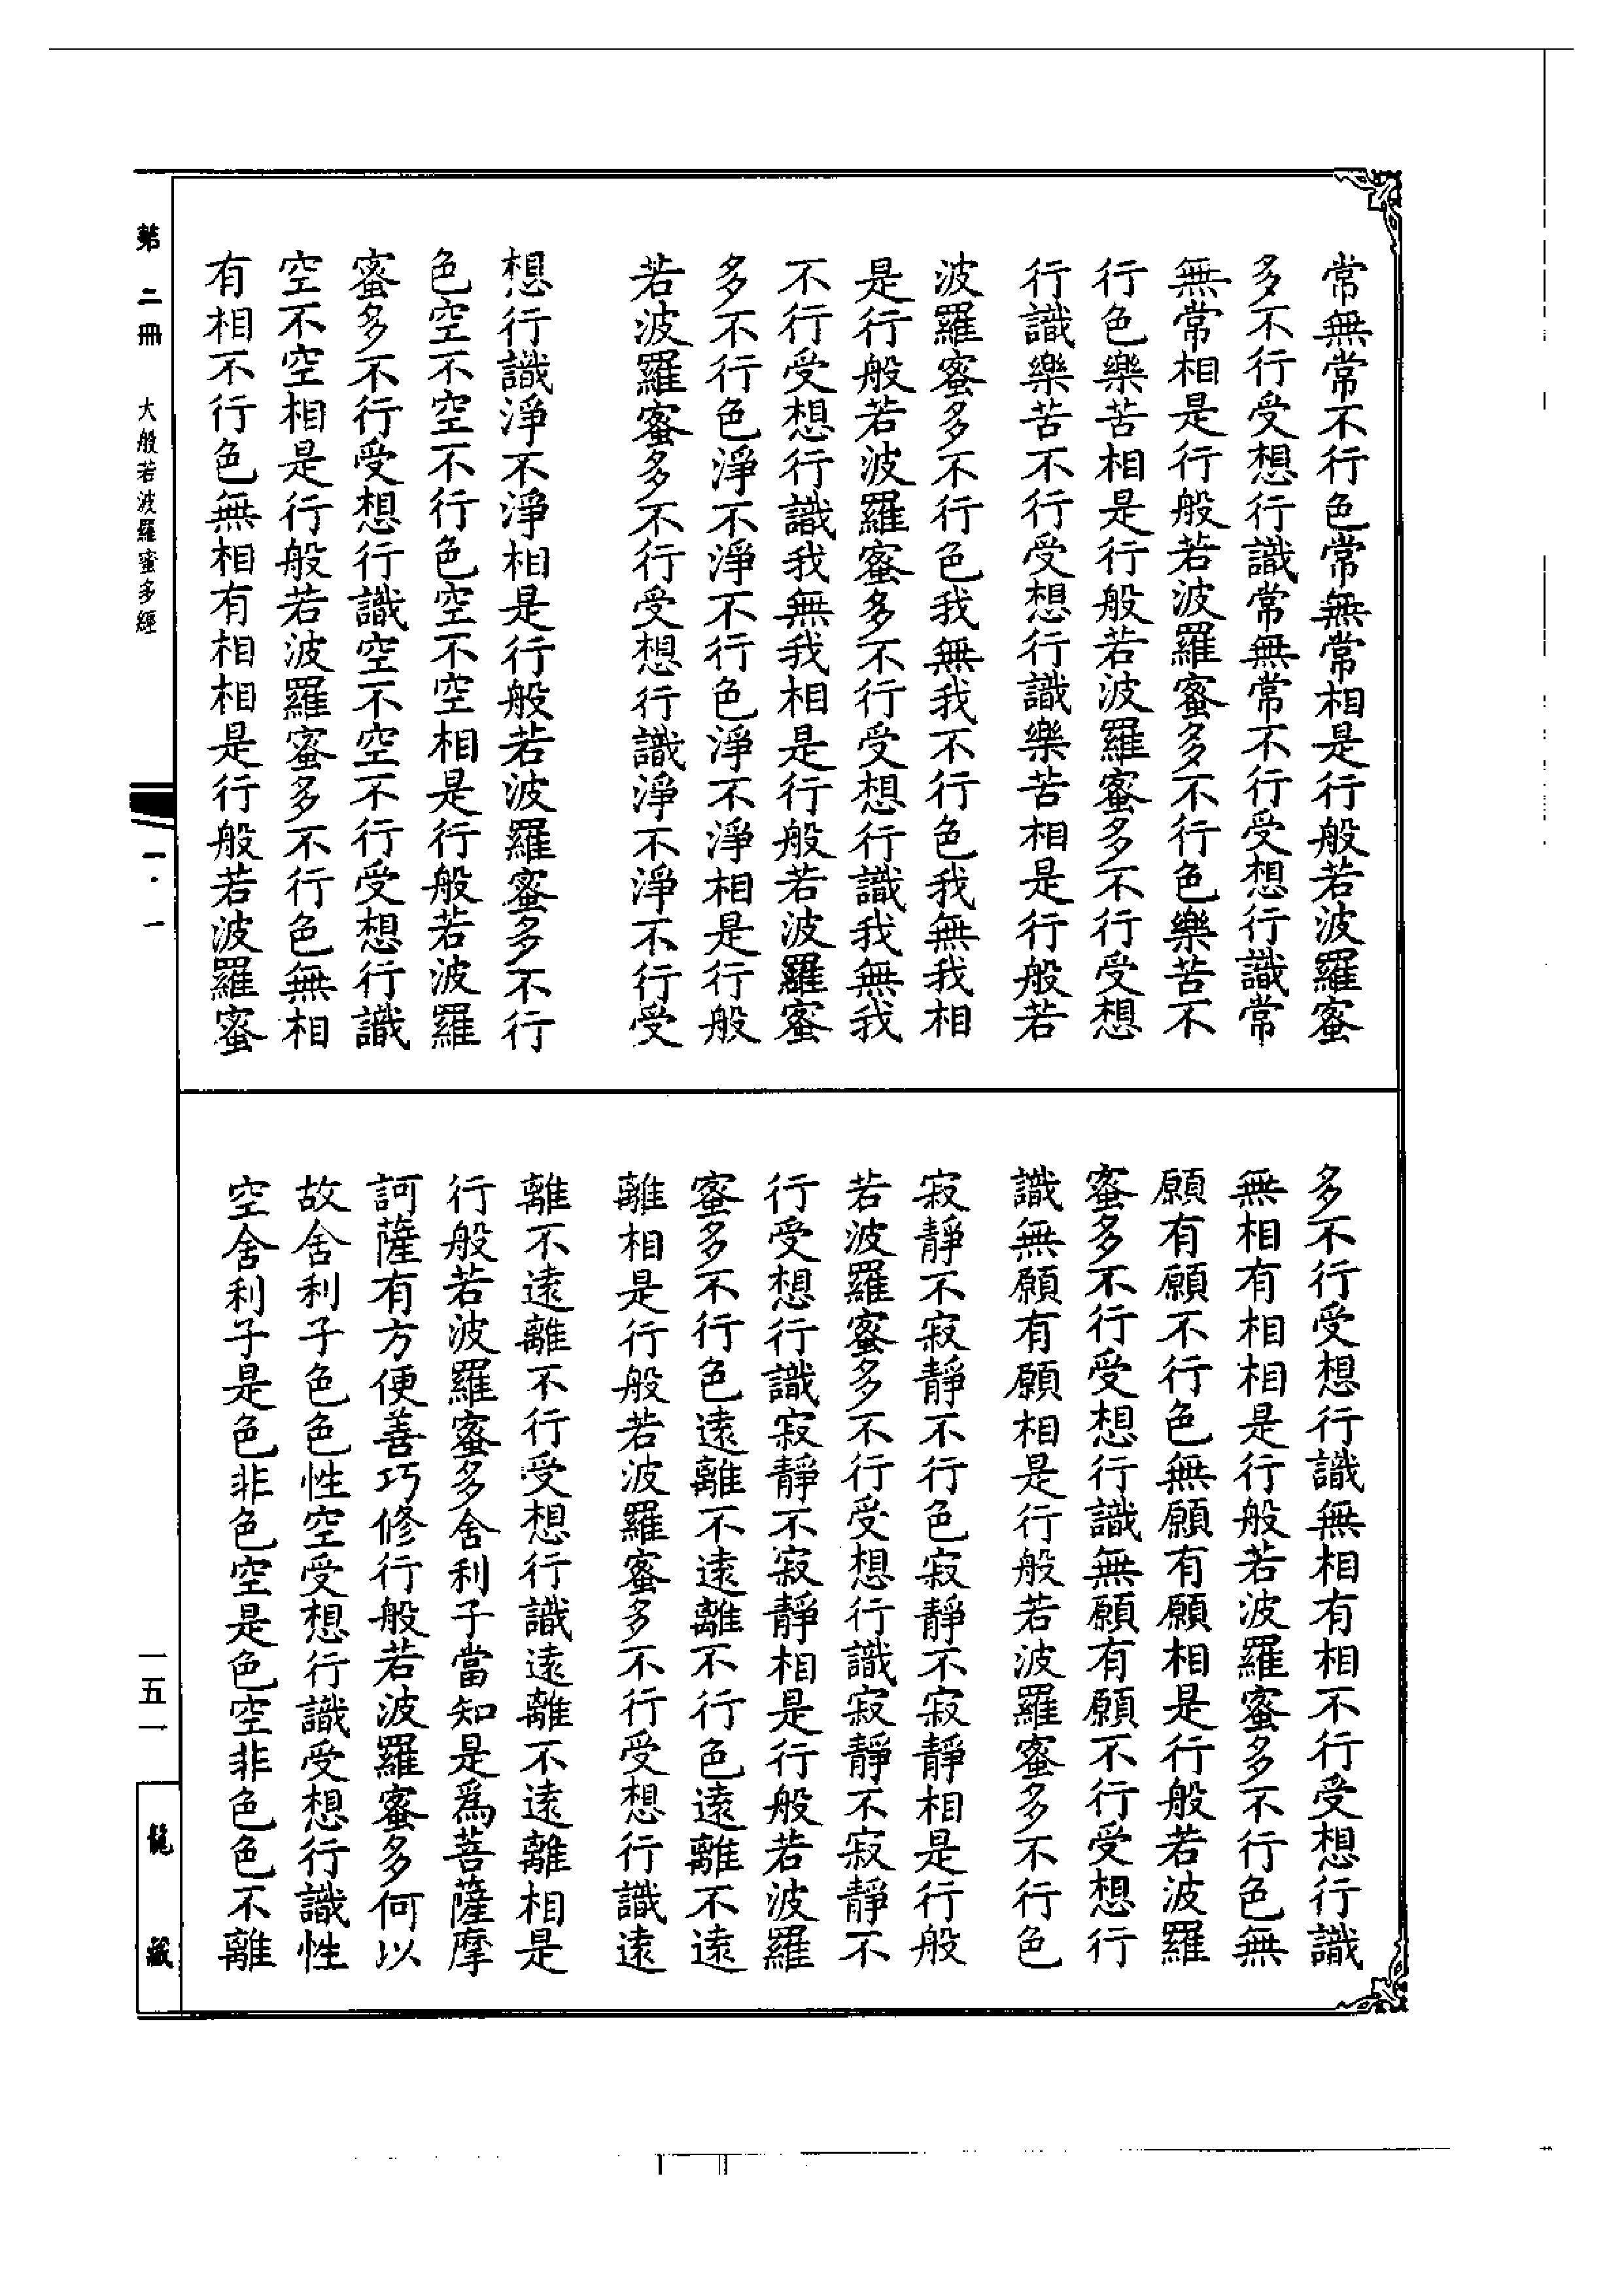 常無常不行色常無常相是行般若波羅蜜
多不行受想行識常無常不行受想行識常
無常相是行般若波羅蜜多不行色樂苦不
行色樂苦相是行般若波羅蜜多不行受想
行識樂苦不行受想行識樂苦相是行般若
波羅蜜多不行色我無我不行色我無我相
是行般若波羅蜜多不行受想行識我無我
不行受想行識我無我相是行般若波羅蜜
多不行色淨不淨不行色淨不淨相是行般
若波羅蜜多不行受想行識淨不淨不行受
想行識淨不淨相是行般若波羅蜜多不行
色空不空不行色空不空相是行般若波羅
蜜多不行受想行識空不空不行受想行識
空不空相是行般若波羅蜜多不行色無相
有相不行色無相有相相是行般若波羅蜜
多不行受想行識無相有相不行受想行識
無相有相相是行般若波羅蜜多不行色無
願有願不行色無願有願相是行般若波羅
蜜多不行受想行識無願有願不行受想行
識無願有願相是行般若波羅蜜多不行色
寂靜不寂靜不行色寂靜不寂靜相是行般
若波羅蜜多不行受想行識寂靜不寂靜不
行受想行識寂靜不寂靜相是行般若波羅
蜜多不行色遠離不遠離不行色遠離不遠
離相是行般若波羅蜜多不行受想行識遠
離不遠離不行受想行識遠離不遠離相是
行般若波羅蜜多舍利子當知是爲菩薩摩
訶薩有方便善巧修行般若波羅蜜多何以
故舍利子色色性空受想行識受想行識性
空舍利子是色非色空是色空非色色不離
第二冊 大般若波羅蜜多經
一·一
一五一
龍藏